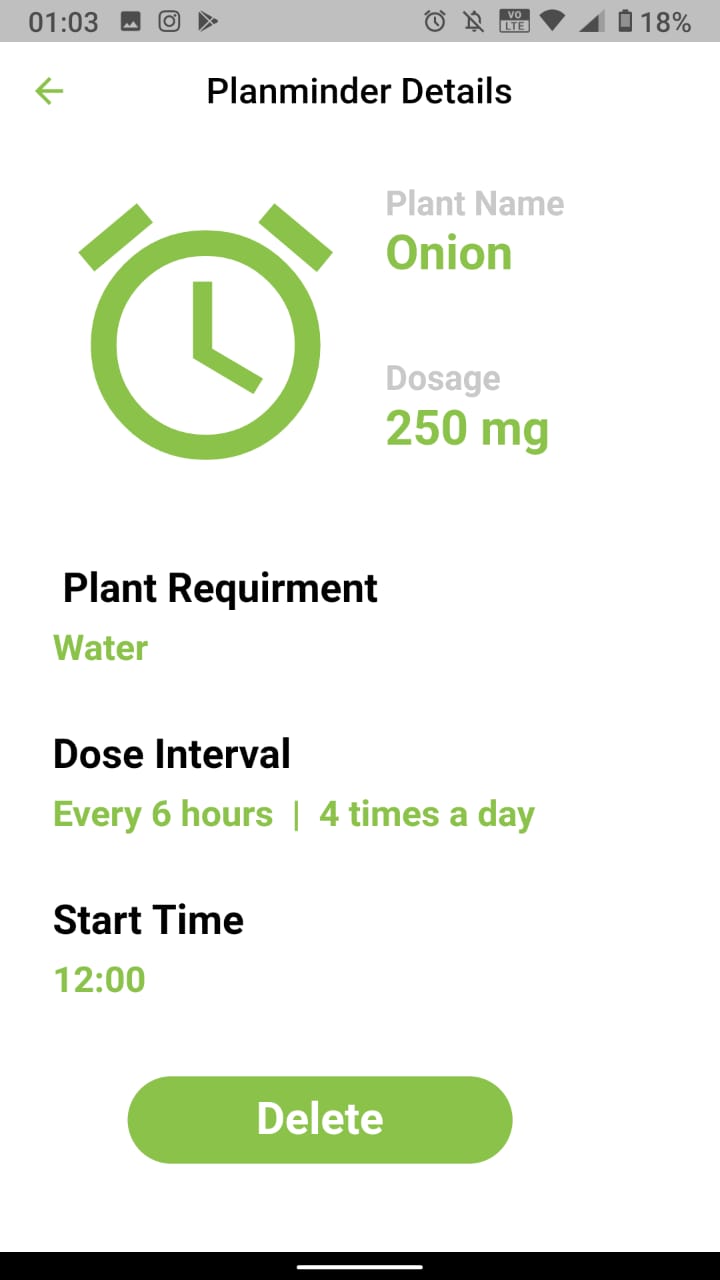 01:03
VO
LTE
18%
Planminder Details
Plant Name
Onion
Dosage
250 mg
Plant Requirment
Water
Dose Interval
Every 6 hours | 4 times a day
Start Time
12:00
Delete